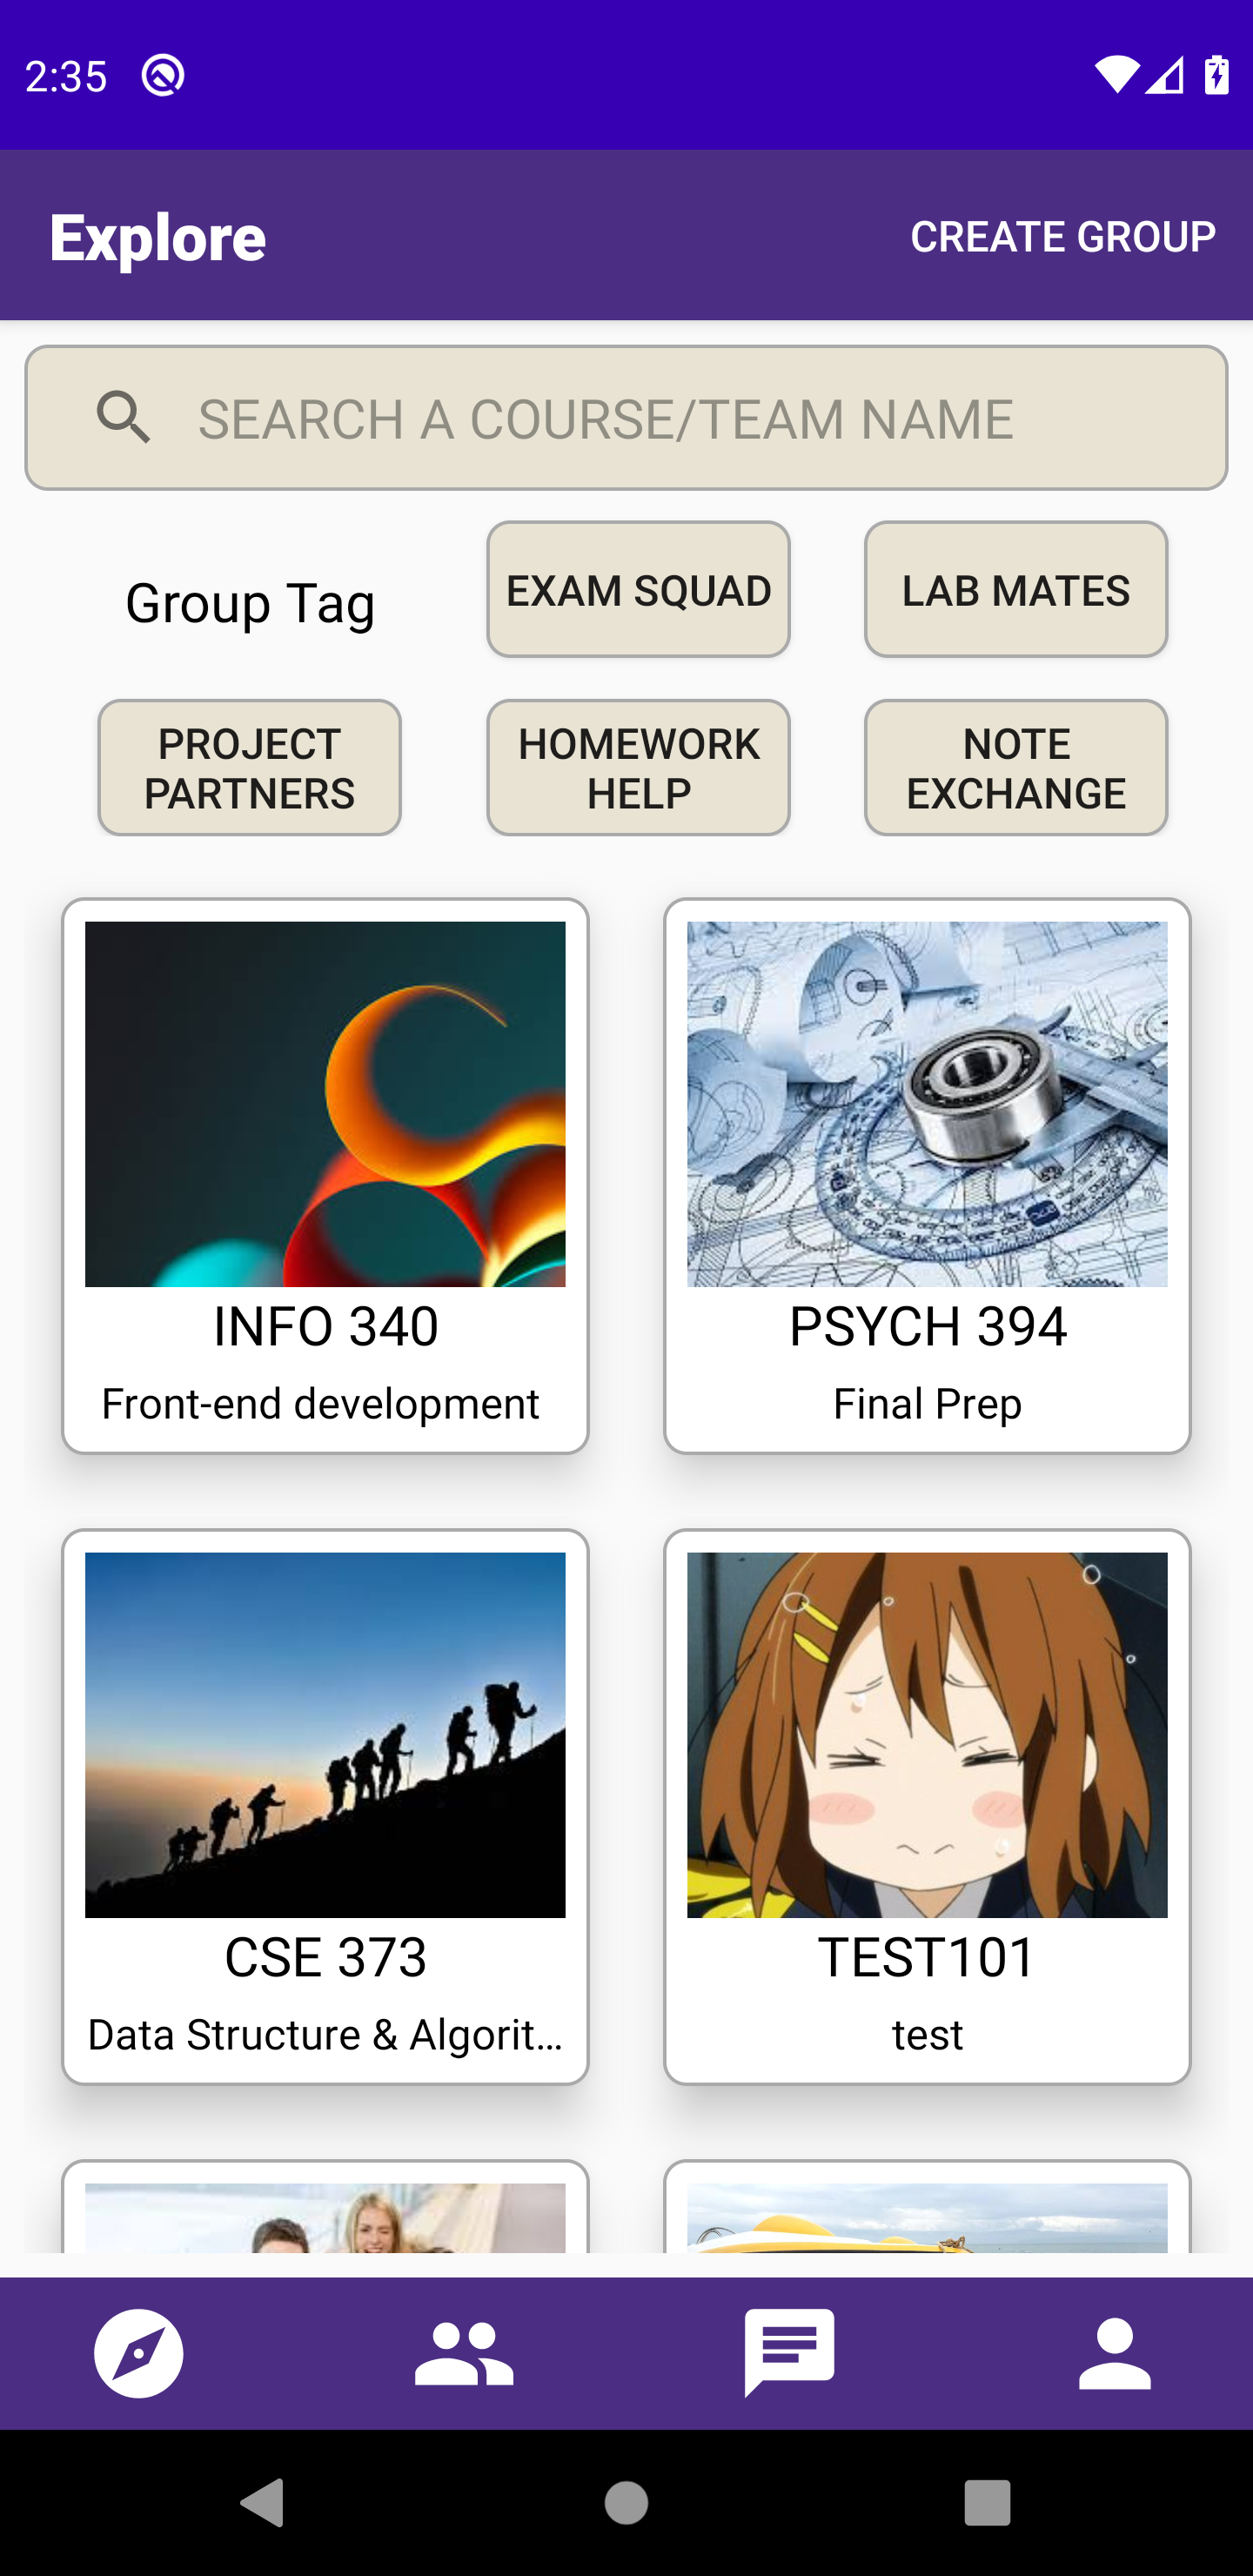 2:35
Explore
CREATE GROUP
SEARCH A COURSE/TEAM NAME
Group Tag
EXAM SQUAD
LAB MATES
PROJECT
PARTNERS
HOMEWORK
HELP
NOTE
EXCHANGE
INFO 340
Front-end development
PSYCH 394
Final Prep
CSE 373
Data Structure & Algorit...
TEST101
test